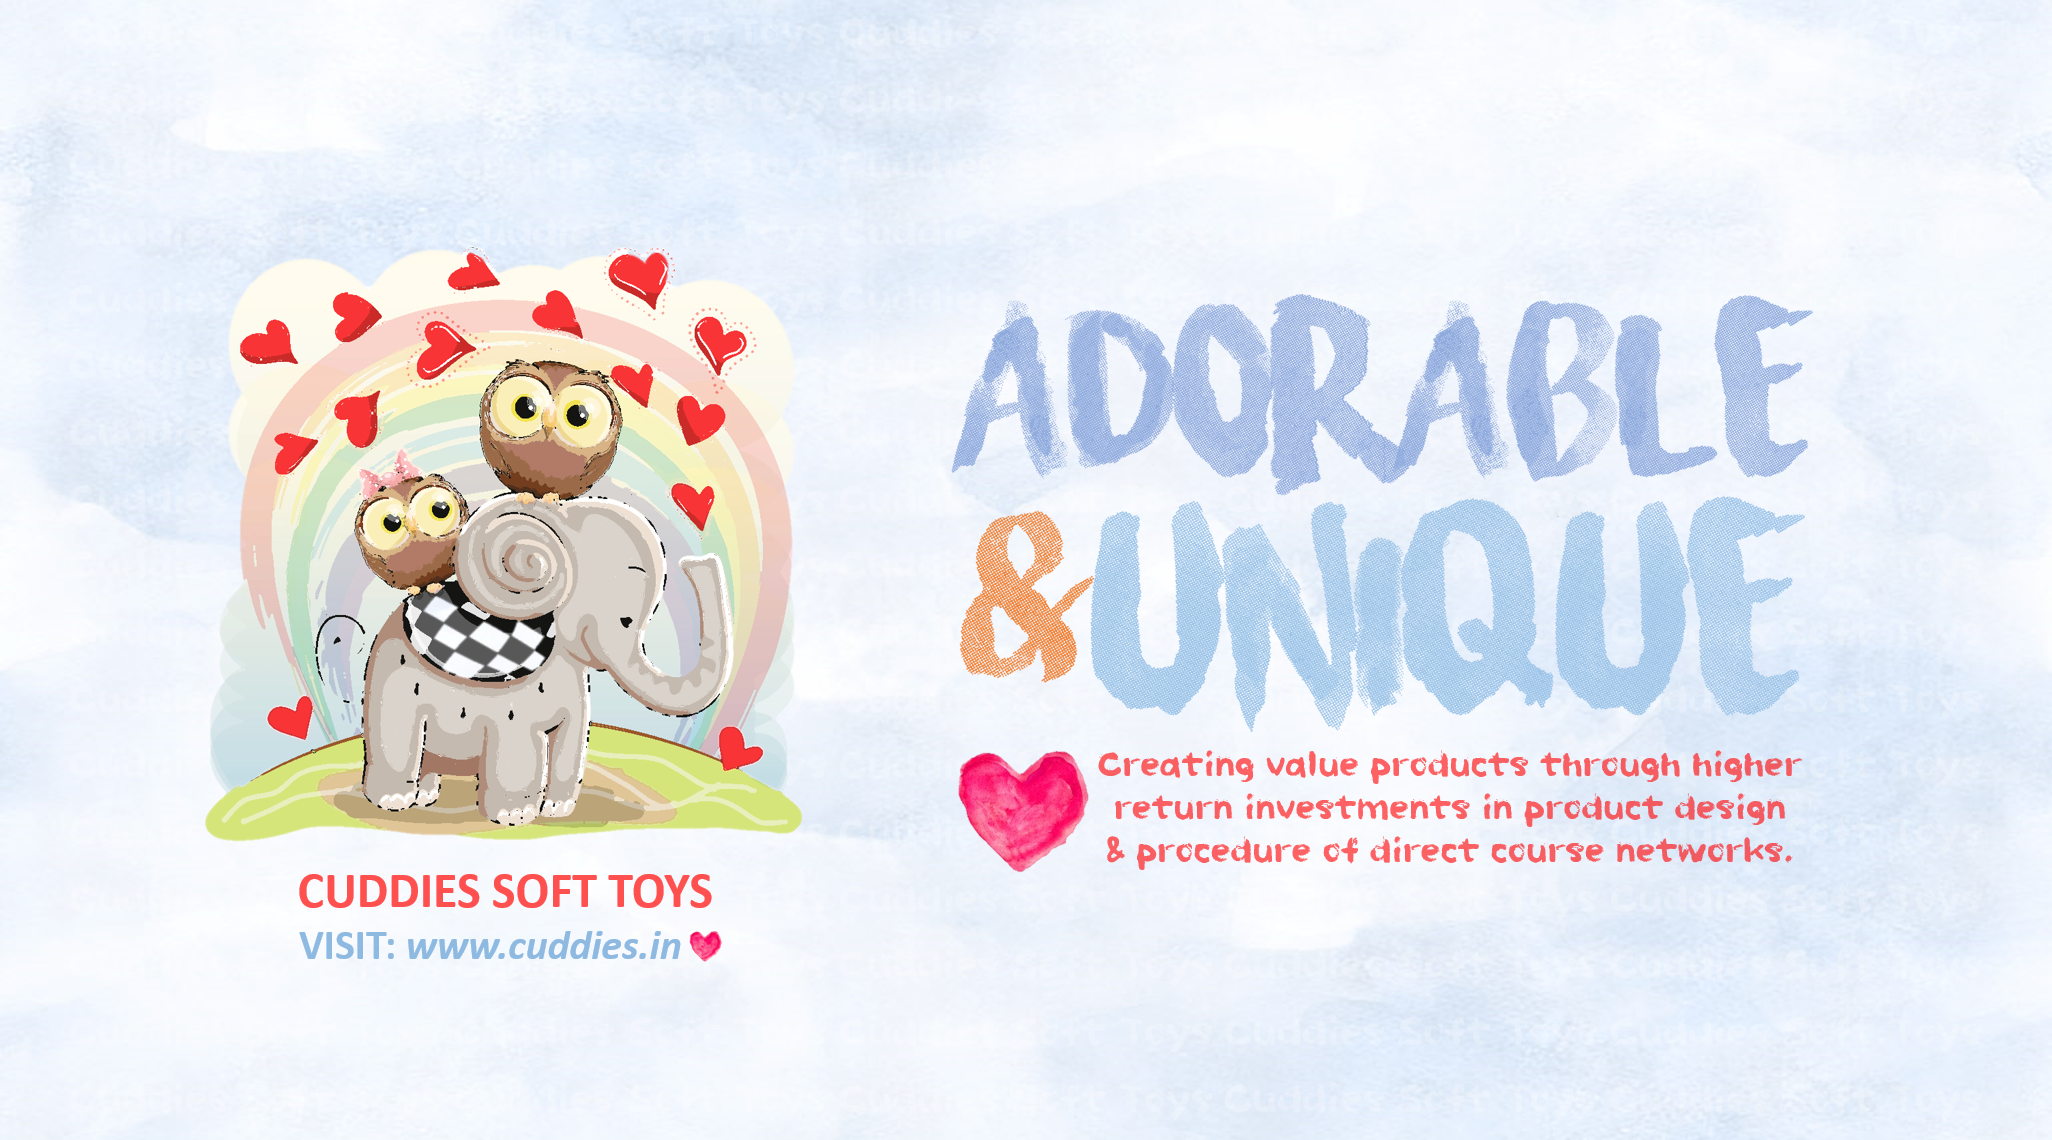 ADORABLE
&UNIQUE
Creating value products through higher
return investments in product design
& procedure of direct course networks.
CUDDIES SOFT TOYS
VISIT: www.cuddies.in